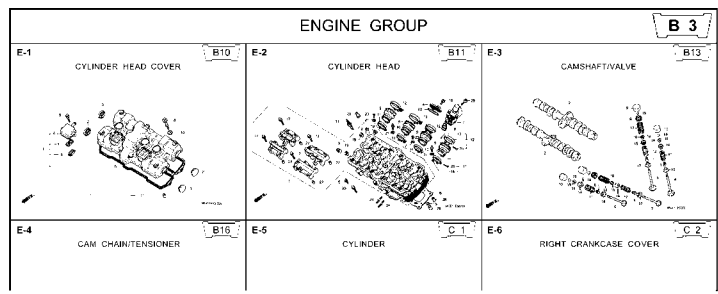 ENGINE GROUP
B 3
E-1 B10 E-2 B11 E-3 B13
CYLINDER HEAD COVER CYLINDER HEAD CAMSHAFT/VALVE
E-4 B16 E-5 C 1 E-6 C 2
CAM CHAIN/TENSIONER CYLINDER RIGHT CRANKCASE COVER